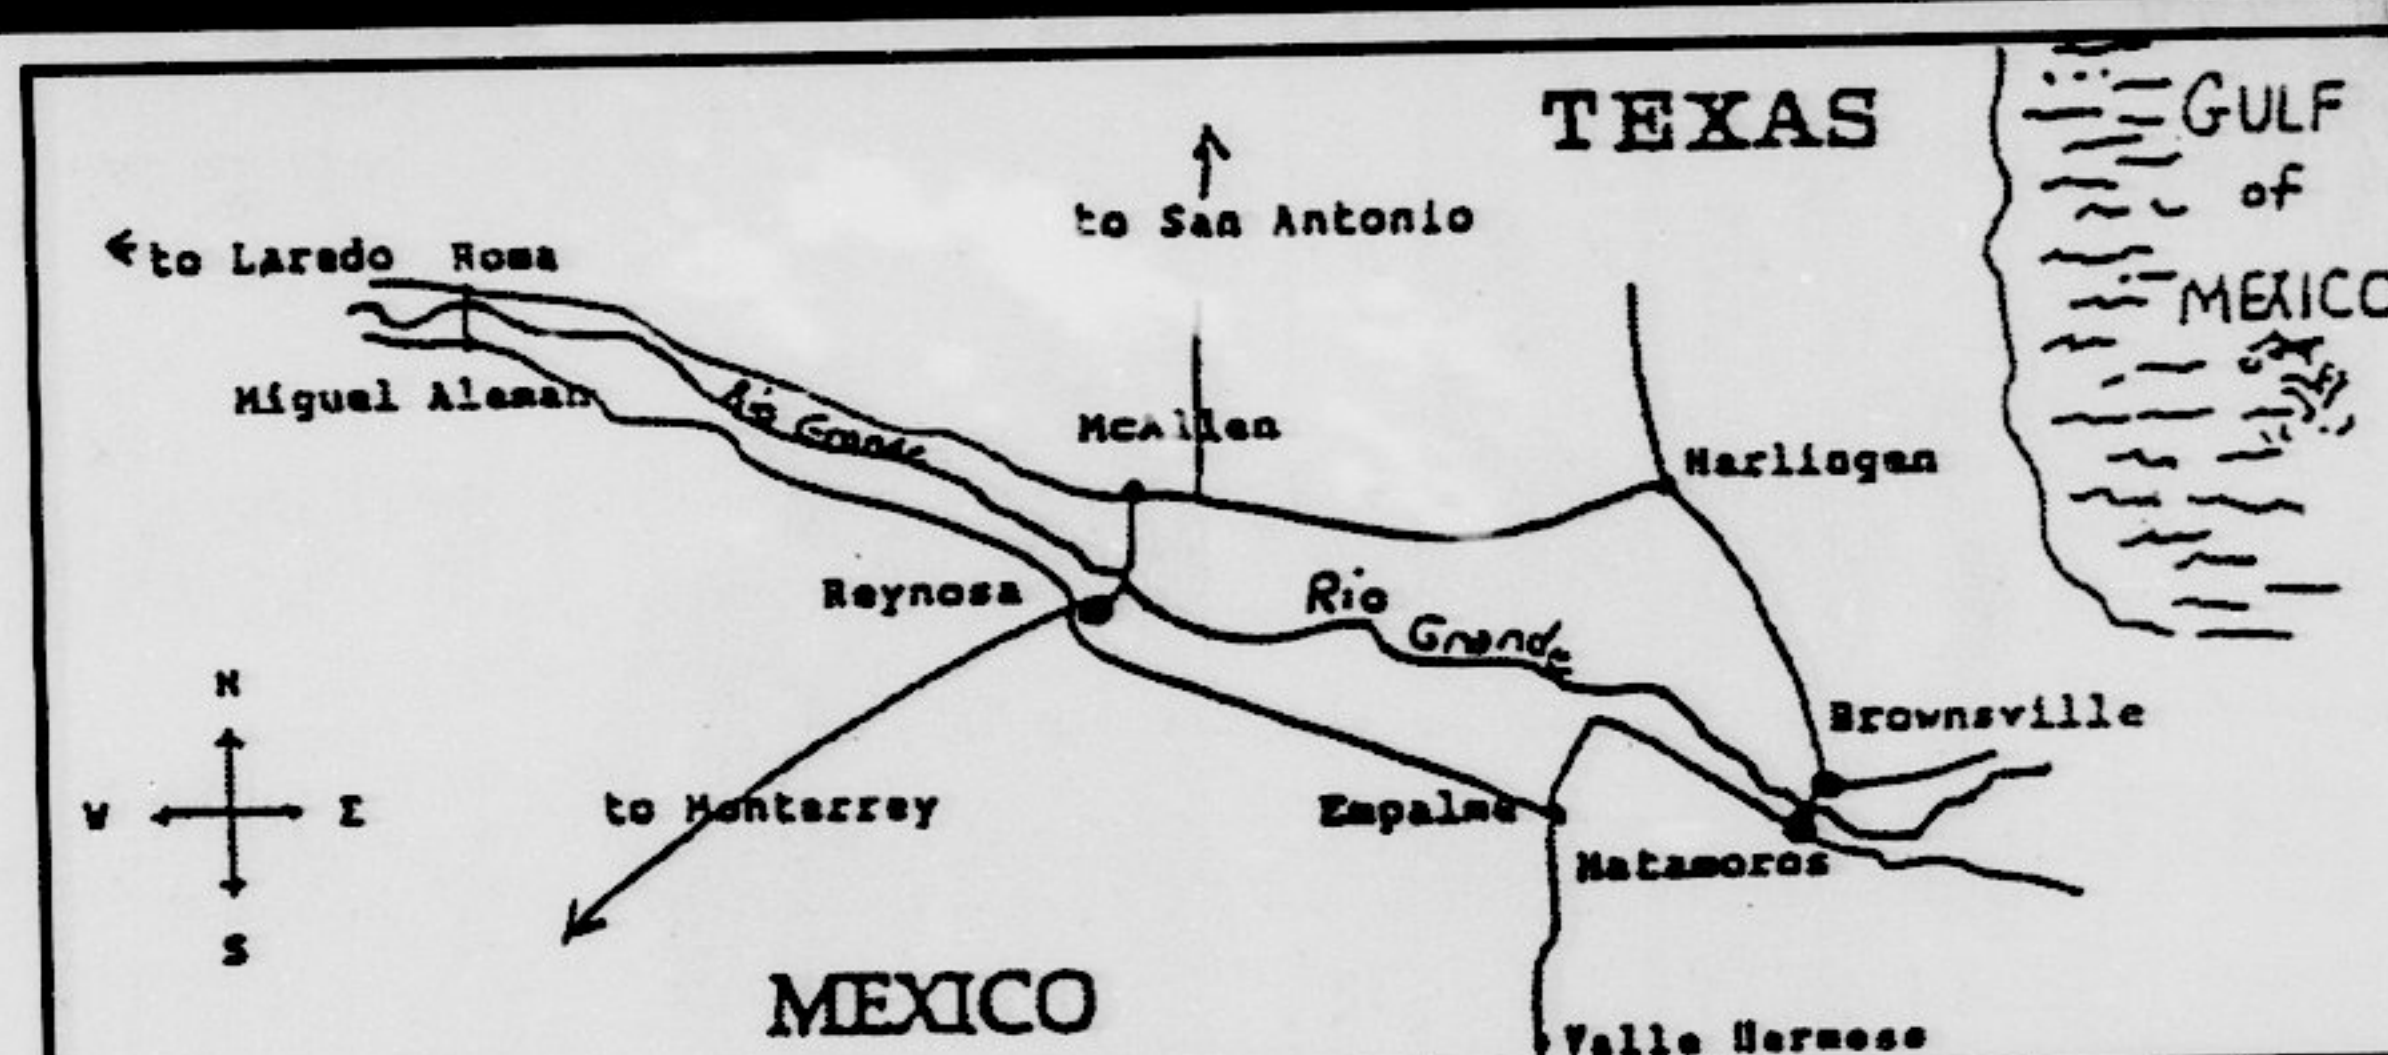 TEXAS
GULF
of
MEXICO
to San Antonio
to Laredo Roma
Miguel Aleman
Rio Grande
McAllen
Harlingen
Reynosa
Rio
Grande
N
W E
S
Brownsville
to Monterrey
Empalme
Matamoros
MEXICO
Valle Hermoso